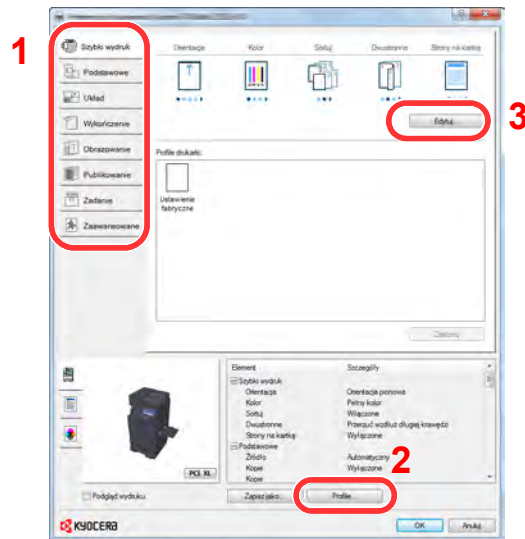 1
Szybki wydruk
Podstawowe
Układ
Wykończenie
Obrazowanie
Publikowanie
Zadanie
Zaawansowane
Orientacja Kolor Sortuj Dwustronne Strony na kartkę
Edytuj...
3
Profile drukarki:
Ustawienie
fabryczne
Zastosuj
Element Szczegóły
Szybki wydruk
Orientacja Orientacja pionowa
Kolor Pełny kolor
Sortuj Włączone
Dwustronne Przerzuć wzdłuż długiej krawędzi
Strony na kartkę Wyłączone
Podstawowe
Źródło Automatyczny
Kopie Wyłączone
Kopie
2
PCL XL
Podgląd wydruku
Zapisz jako... Profile...
KYOCERA
OK Anuluj